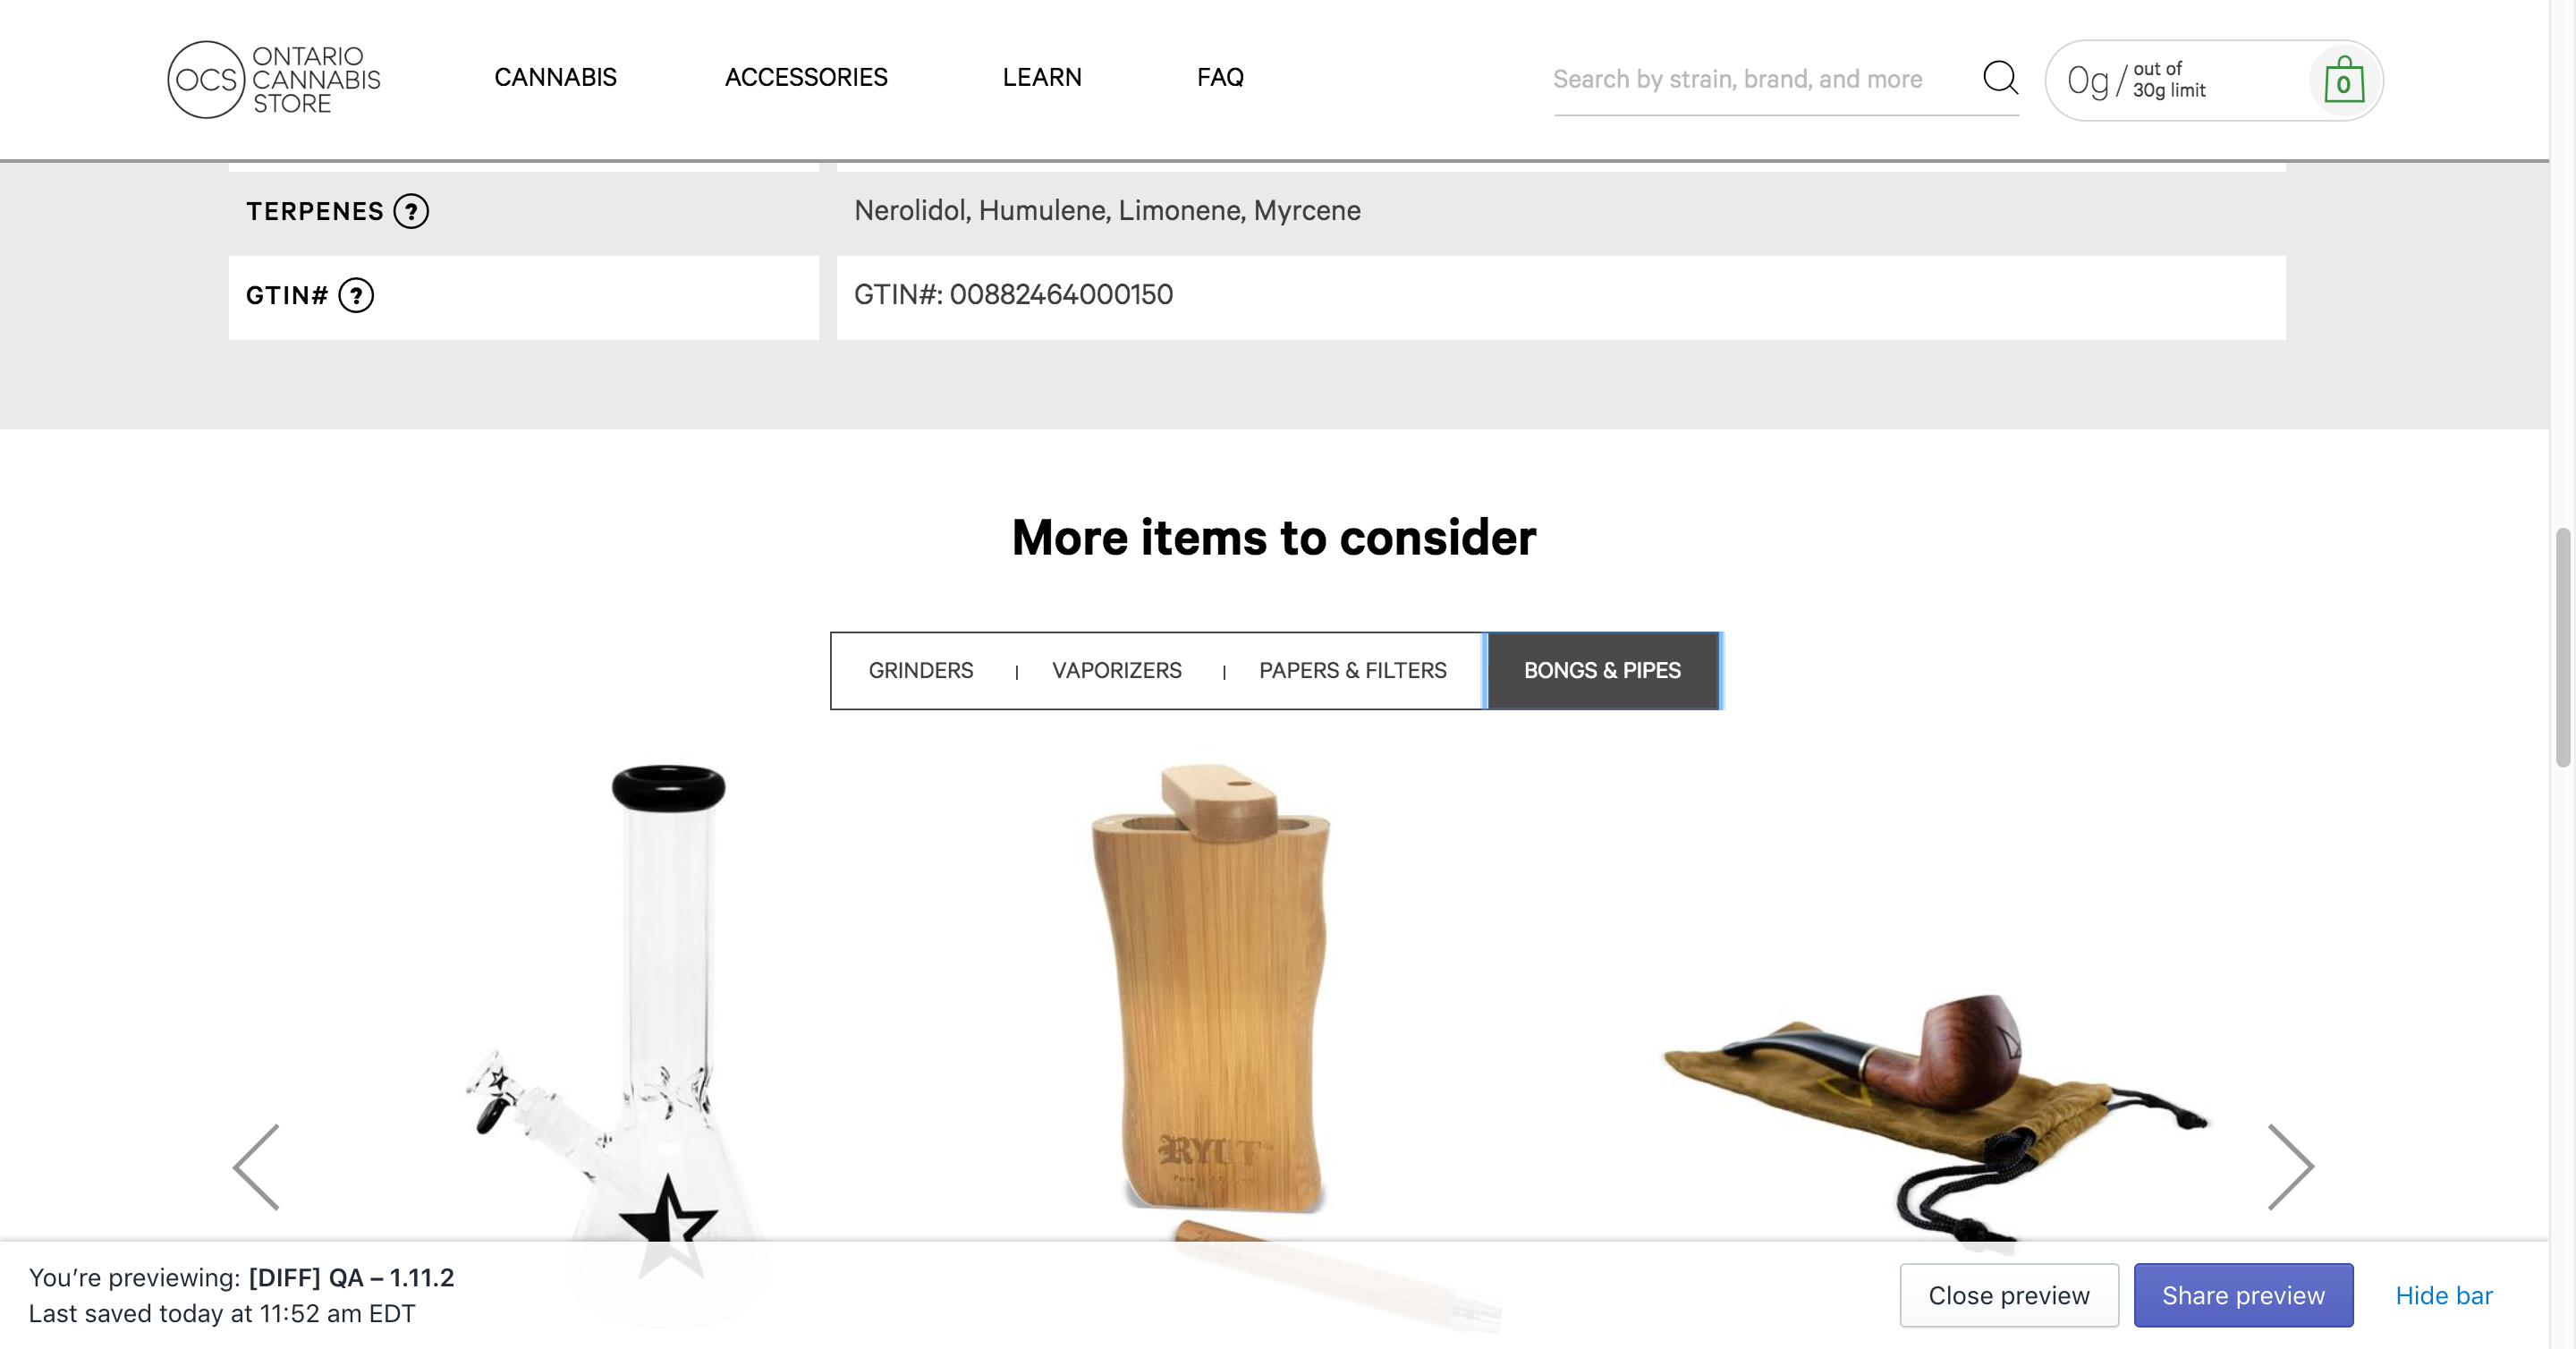 OCS
ONTARIO
CANNABIS
STORE
CANNABIS
ACCESSORIES
LEARN
FAQ
Search by strain, brand, and more
0g / out of
30g limit
0
TERPENES ?
Nerolidol, Humulene, Limonene, Myrcene
GTIN# ?
GTIN#: 00882464000150
More items to consider
GRINDERS | VAPORIZERS | PAPERS & FILTERS BONGS & PIPES
RYOT
You’re previewing: [DIFF] QA – 1.11.2
Last saved today at 11:52 am EDT
Close preview
Share preview
Hide bar